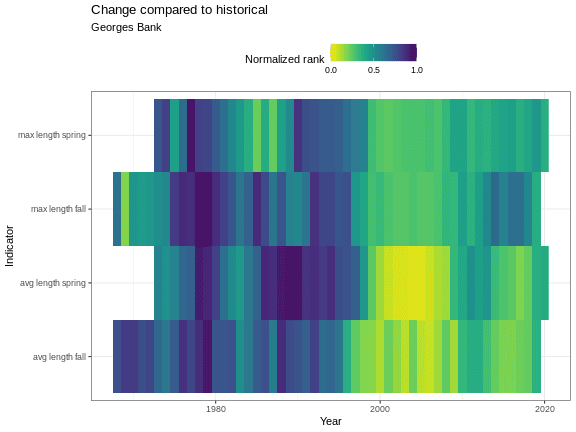 Change compared to historical
Georges Bank
Normalized rank
0.0 0.5 1.0
max length spring
max length fall
avg length spring
avg length fall
Indicator
1980 2000 2020
Year